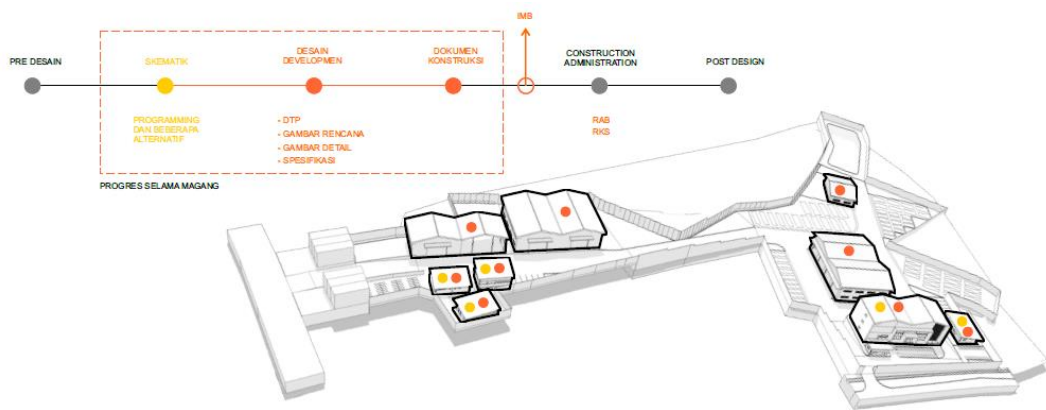 IMB
PRE DESAIN
SKEMATIK
DESAIN
DEVELOPMEN
DOKUMEN
KONSTRUKSI
CONSTRUCTION
ADMINISTRATION
POST DESIGN
PROGRAMMING
DAN BEBERAPA
ALTERNATIF
- DTP
- GAMBAR RENCANA
- GAMBAR DETAIL
- SPESIFIKASI
RAB
RKS
PROGRES SELAMA MAGANG